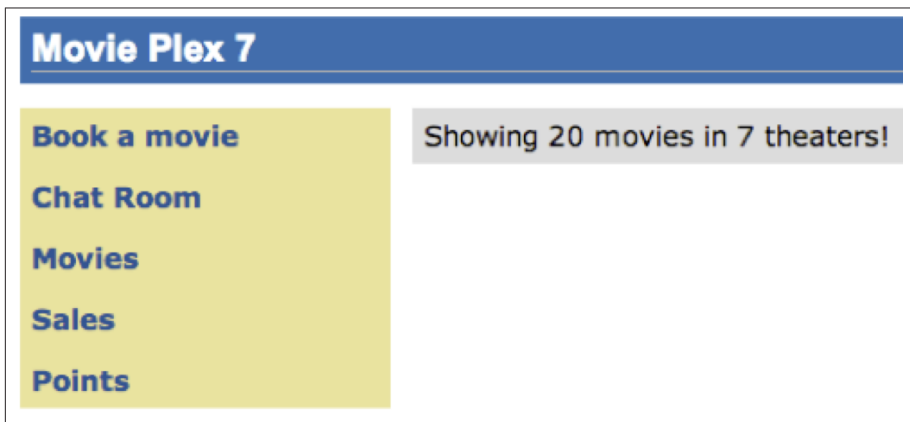 Movie Plex 7
Book a movie
Chat Room
Movies
Sales
Points
Showing 20 movies in 7 theaters!